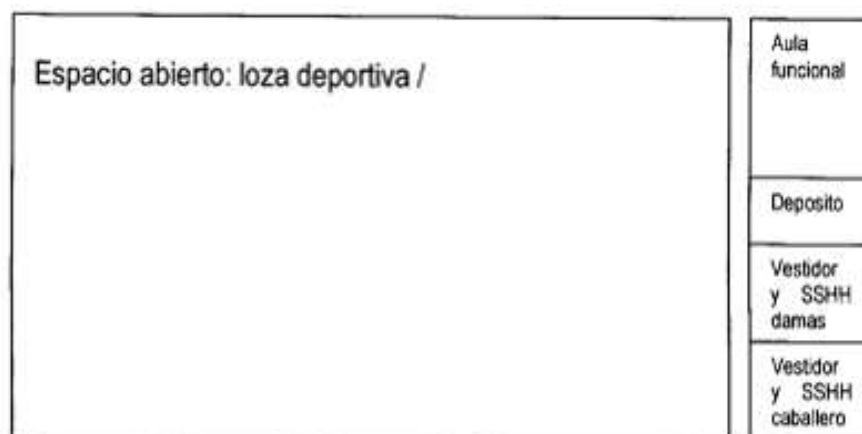 Espacio abierto: loza deportiva /
Aula
funcional
Deposito
Vestidor
y SSHH
damas
Vestidor
y SSHH
caballero